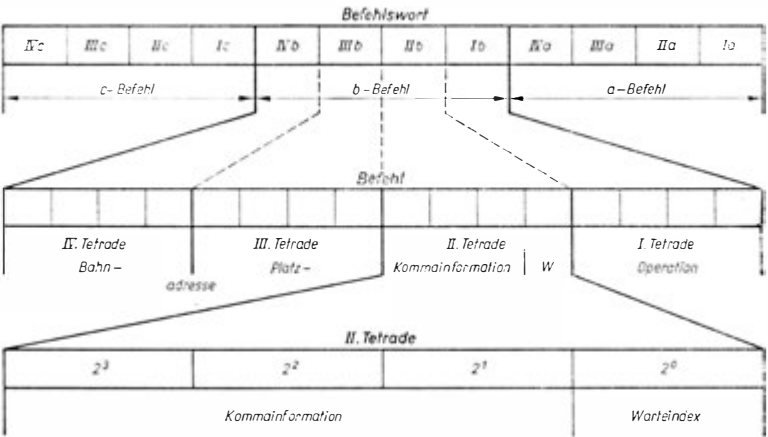 Befehlswort
IVc IIIc IIc Ic IVb IIIb IIb Ib IVa IIIa IIa Ia
c-Befehl b-Befehl a-Befehl
Befehl
IV. Tetrade III. Tetrade II. Tetrade I. Tetrade
Bahn- Platz- Kommainformation W Operation
adresse
II. Tetrade
2³ 2² 2¹ 2⁰
Kommainformation Warteindex